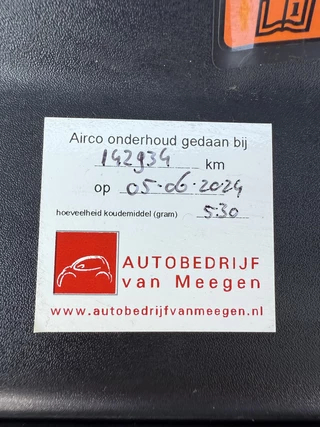 Airco onderhoud gedaan bij
142934 km
op 05-06-2024
hoeveelheid koudemiddel (gram) 530
AUTOBEDRIJF
van Meegen
www.autobedrijfvanmeegen.nl